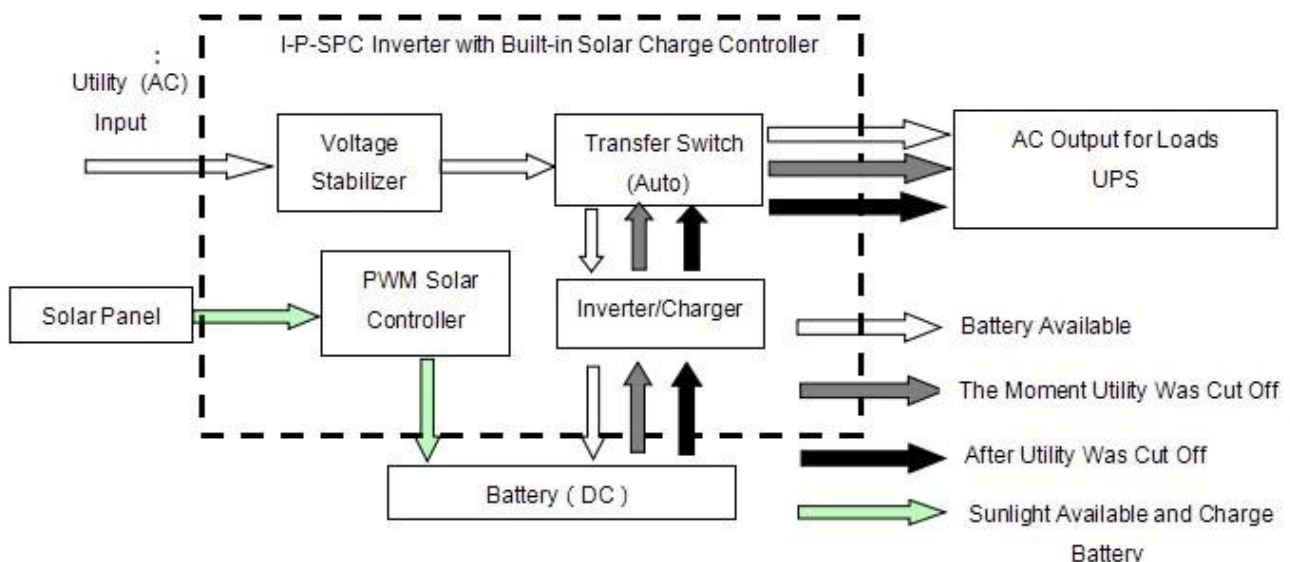 I-P-SPC Inverter with Built-in Solar Charge Controller
:
Utility (AC)
Input
Voltage
Stabilizer
Transfer Switch
(Auto)
AC Output for Loads
UPS
Solar Panel
PWM Solar
Controller
Inverter/Charger
Battery ( DC )
Battery Available
The Moment Utility Was Cut Off
After Utility Was Cut Off
Sunlight Available and Charge
Battery